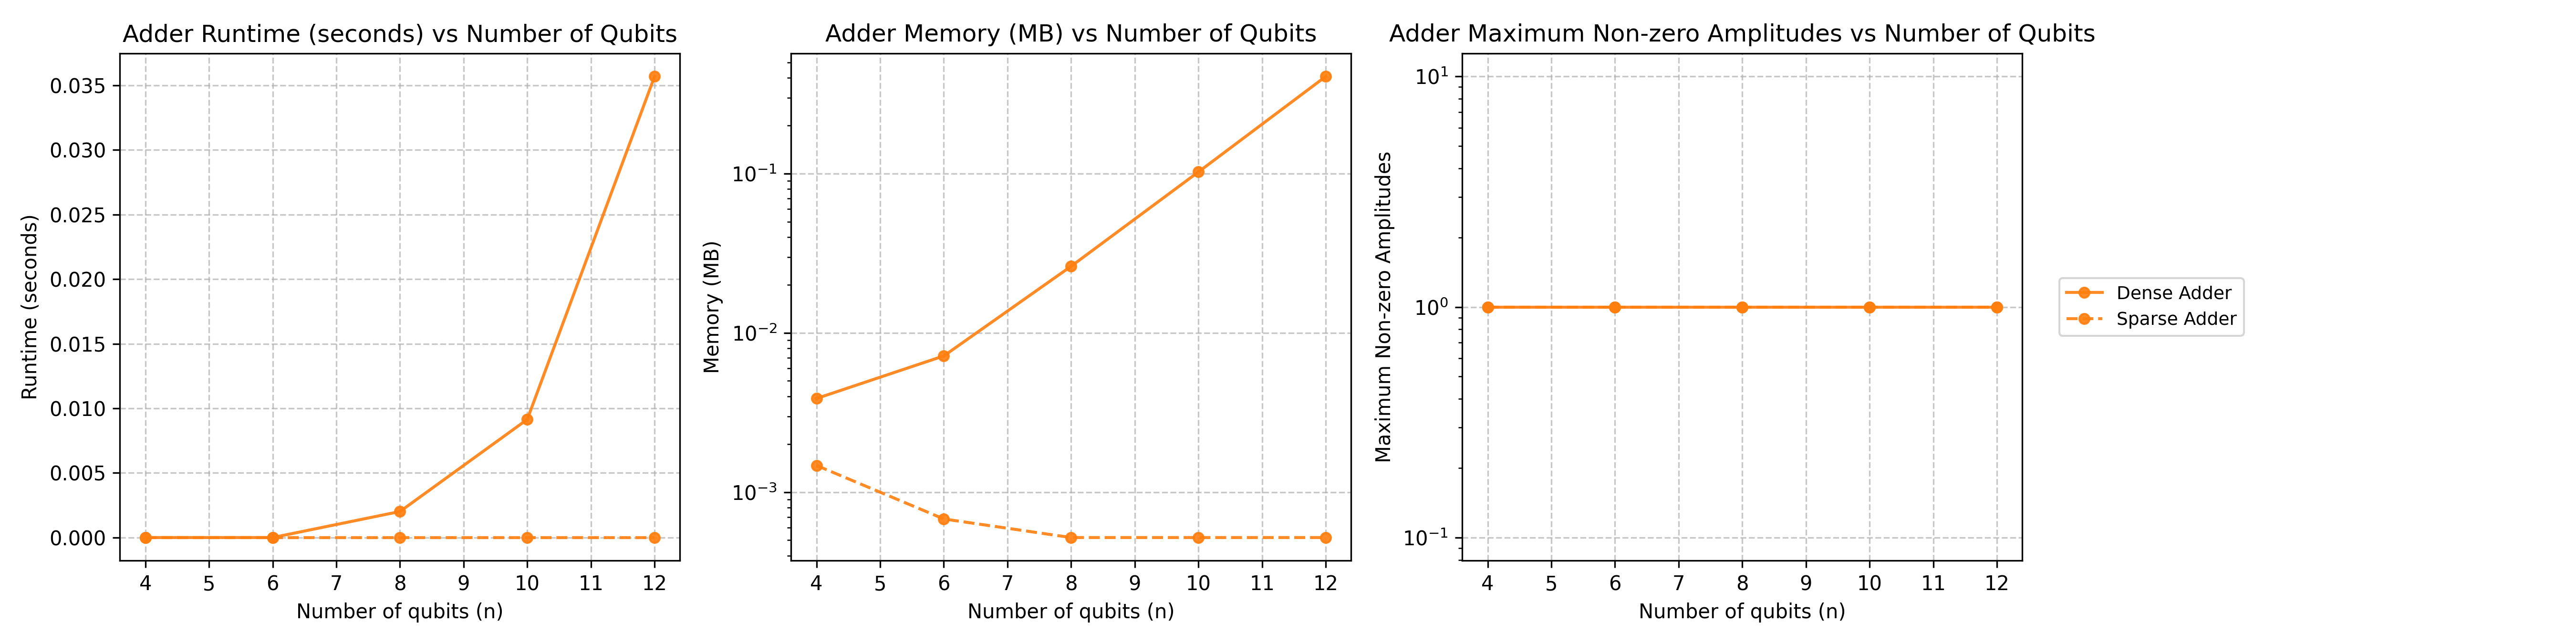 Adder Runtime (seconds) vs Number of Qubits
Runtime (seconds)
0.035
0.030
0.025
0.020
0.015
0.010
0.005
0.000
4 5 6 7 8 9 10 11 12
Number of qubits (n)
Adder Memory (MB) vs Number of Qubits
Memory (MB)
10⁻¹
10⁻²
10⁻³
4 5 6 7 8 9 10 11 12
Number of qubits (n)
Adder Maximum Non-zero Amplitudes vs Number of Qubits
Maximum Non-zero Amplitudes
10¹
10⁰
10⁻¹
4 5 6 7 8 9 10 11 12
Number of qubits (n)
Dense Adder
Sparse Adder